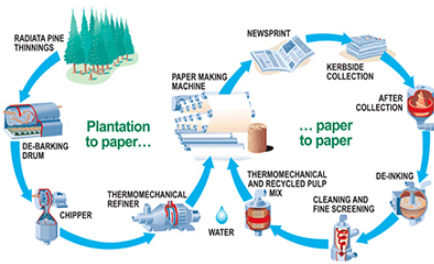 RADIATA PINE
THINNINGS
DE-BARKING
DRUM
CHIPPER
Plantation
to paper...
THERMOMECHANICAL
REFINER
PAPER MAKING
MACHINE
WATER
NEWSPRINT
KERBSIDE
COLLECTION
AFTER
COLLECTION
... paper
to paper
DE-INKING
CLEANING AND
FINE SCREENING
THERMOMECHANICAL
AND RECYCLED PULP
MIX